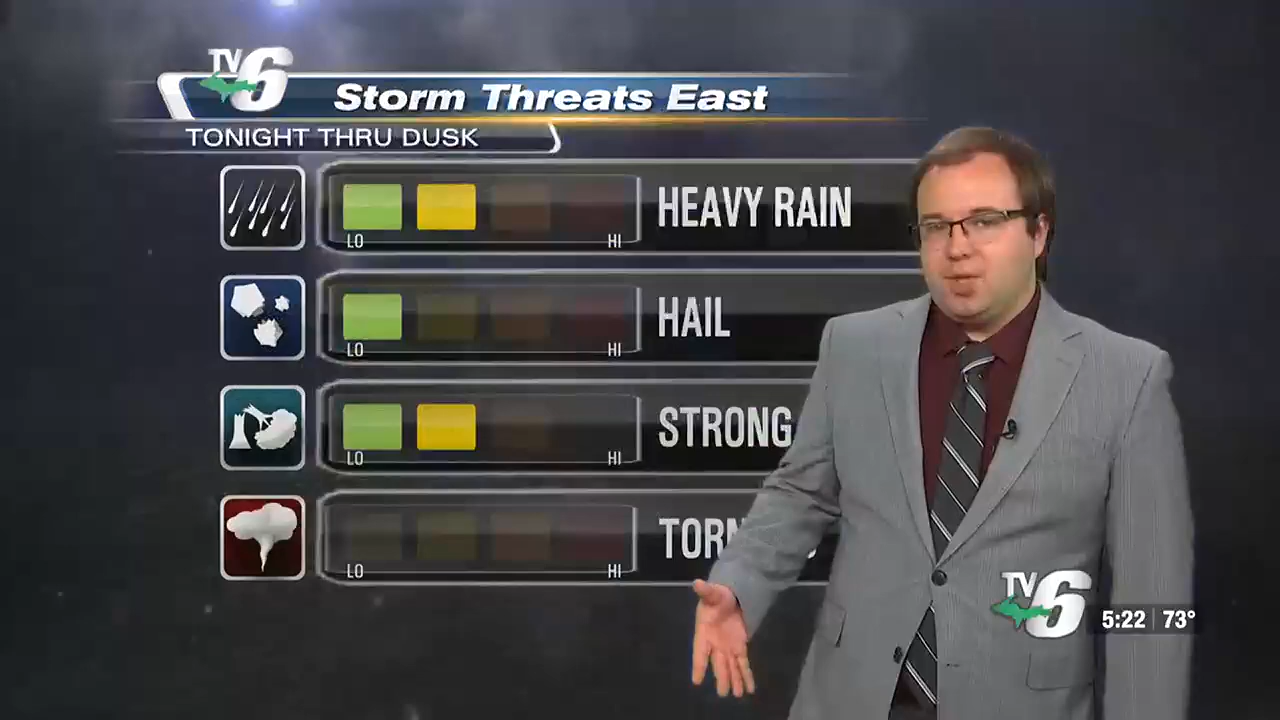 TV6
Storm Threats East
TONIGHT THRU DUSK
LO HI HEAVY RAIN
LO HI HAIL
LO HI STRONG
LO HI TORN
TV6 5:22 73°